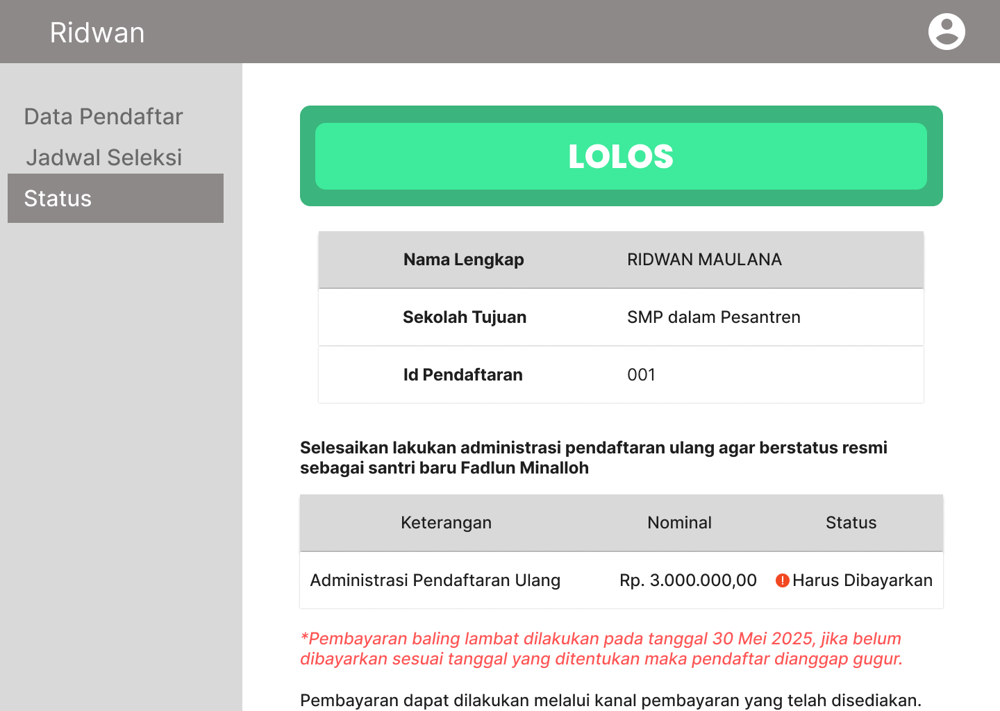 Ridwan
Data Pendaftar
Jadwal Seleksi
Status
LOLOS
Nama Lengkap RIDWAN MAULANA
Sekolah Tujuan SMP dalam Pesantren
Id Pendaftaran 001
Selesaikan lakukan administrasi pendaftaran ulang agar berstatus resmi
sebagai santri baru Fadlun Minalloh
Keterangan Nominal Status
Administrasi Pendaftaran Ulang Rp. 3.000.000,00 Harus Dibayarkan
*Pembayaran baling lambat dilakukan pada tanggal 30 Mei 2025, jika belum
dibayarkan sesuai tanggal yang ditentukan maka pendaftar dianggap gugur.
Pembayaran dapat dilakukan melalui kanal pembayaran yang telah disediakan.